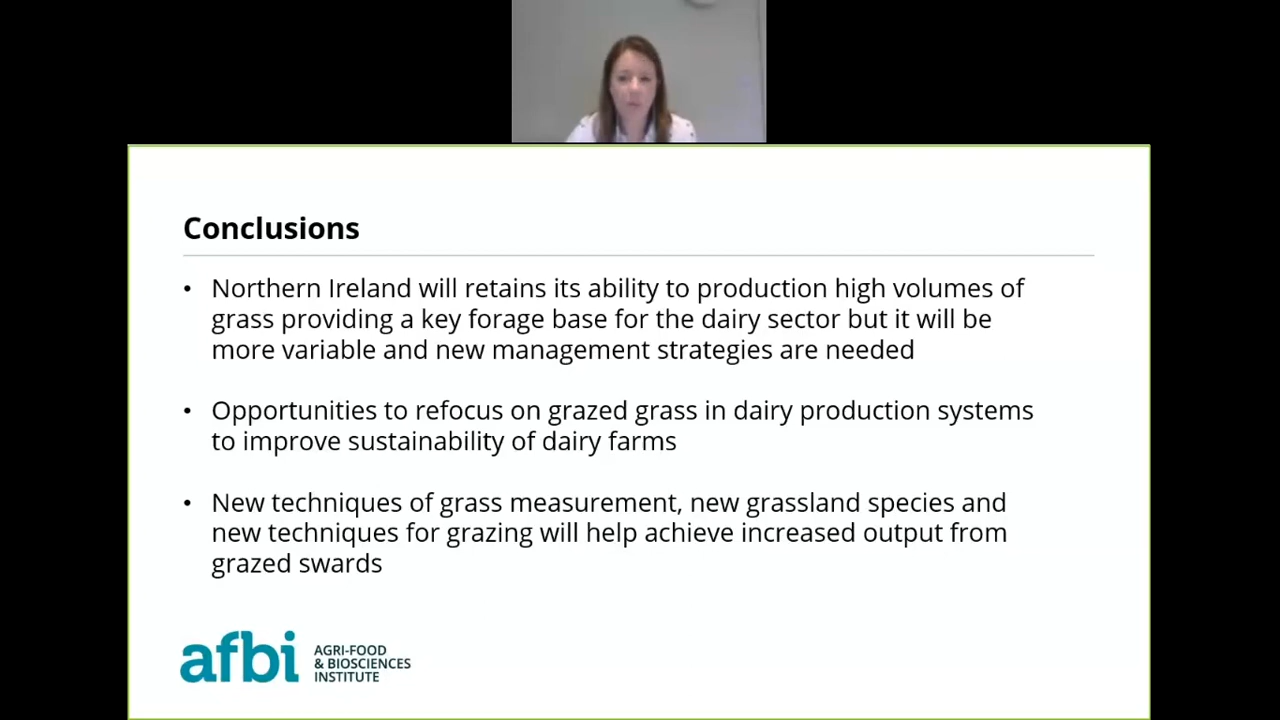 Conclusions
• Northern Ireland will retains its ability to production high volumes of
grass providing a key forage base for the dairy sector but it will be
more variable and new management strategies are needed
• Opportunities to refocus on grazed grass in dairy production systems
to improve sustainability of dairy farms
• New techniques of grass measurement, new grassland species and
new techniques for grazing will help achieve increased output from
grazed swards
afbi
AGRI-FOOD
& BIOSCIENCES
INSTITUTE